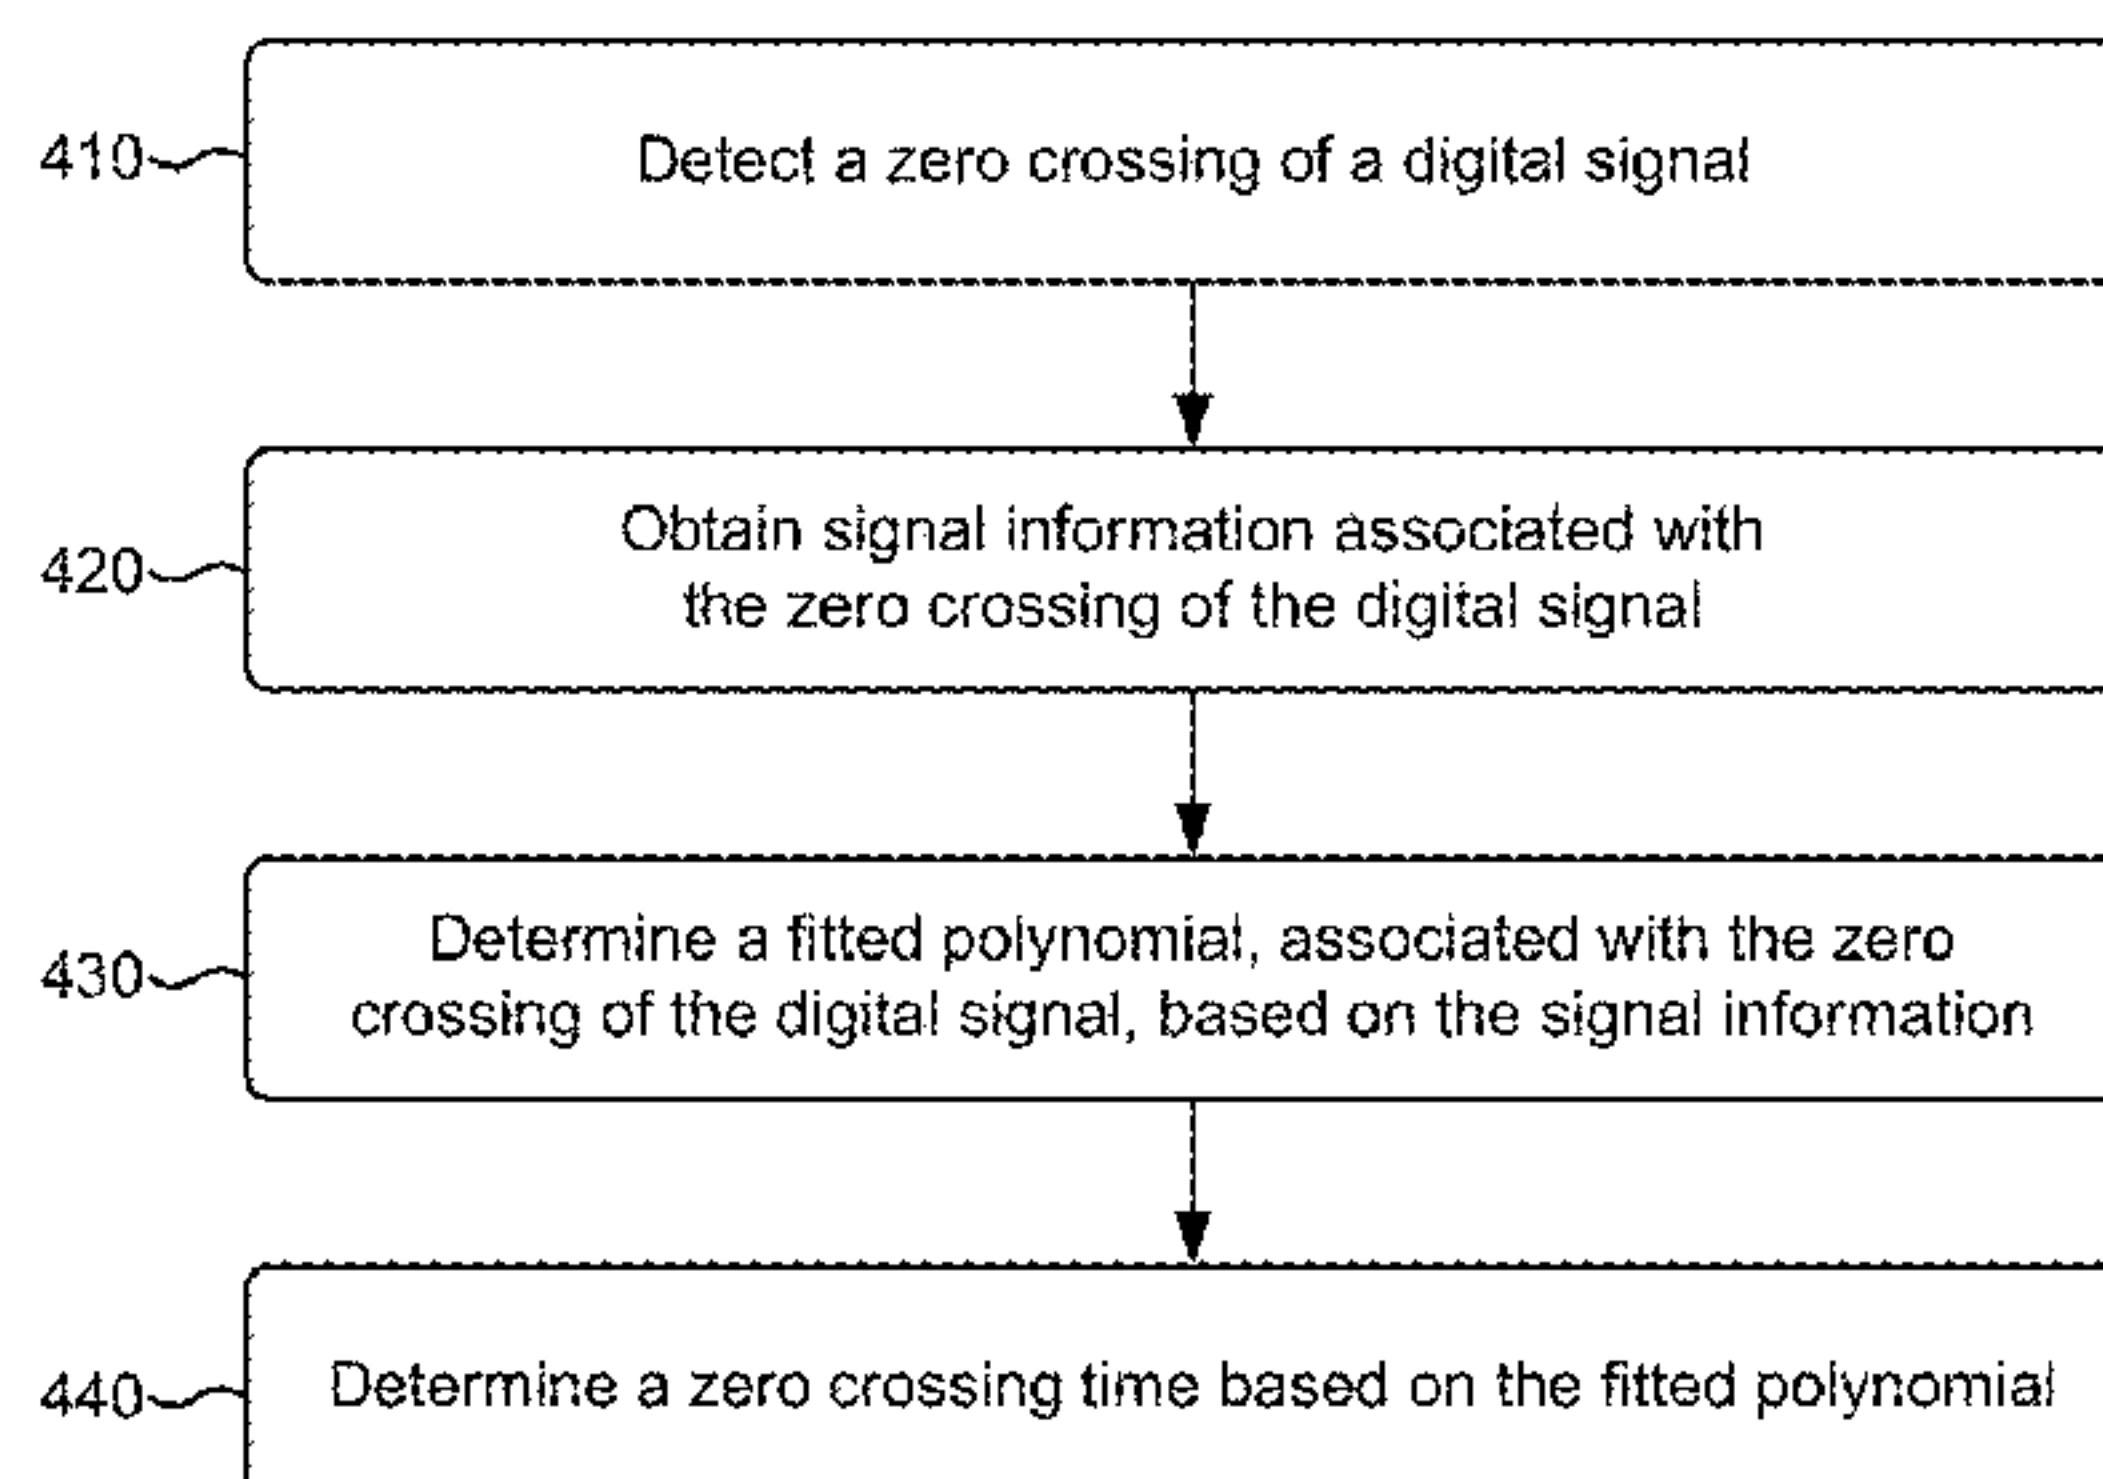 410
Detect a zero crossing of a digital signal
420
Obtain signal information associated with
the zero crossing of the digital signal
430
Determine a fitted polynomial, associated with the zero
crossing of the digital signal, based on the signal information
440
Determine a zero crossing time based on the fitted polynomial